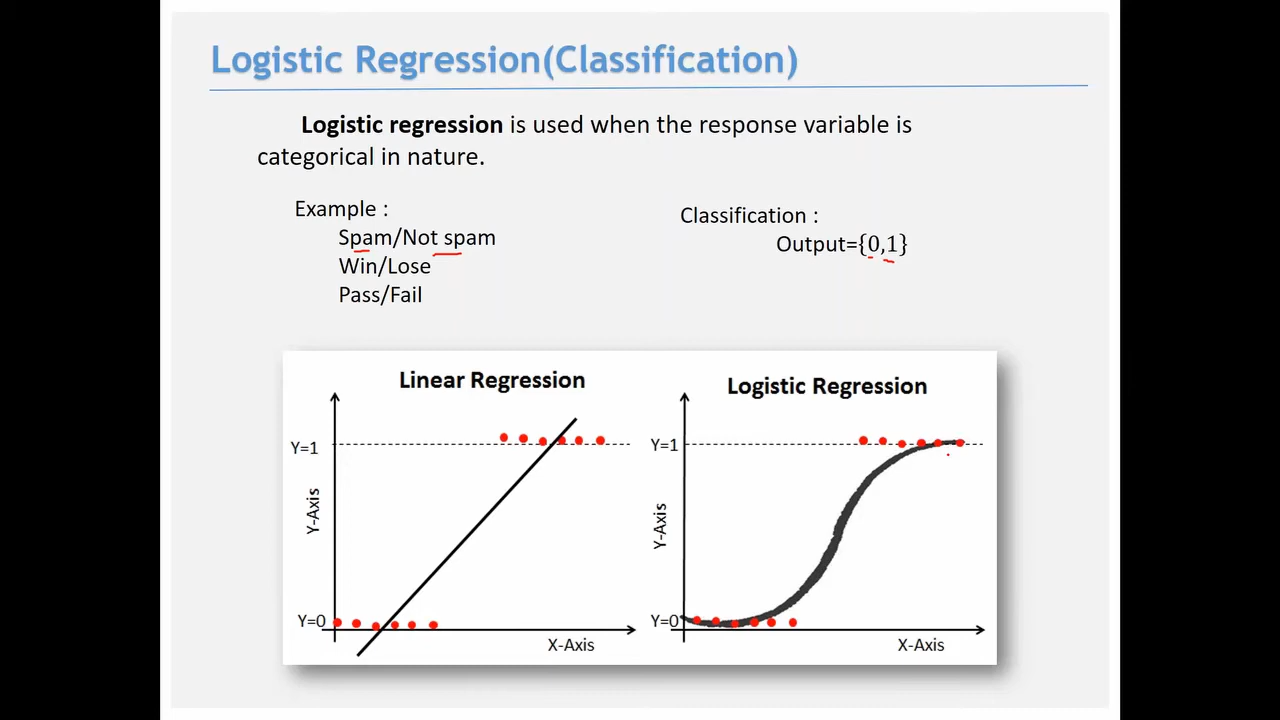 Logistic Regression(Classification)
Logistic regression is used when the response variable is
categorical in nature.
Example :
Spam/Not spam
Win/Lose
Pass/Fail
Classification :
Output={0,1}
Linear Regression
Y=1
Y-Axis
Y=0
X-Axis
Logistic Regression
Y=1
Y-Axis
Y=0
X-Axis